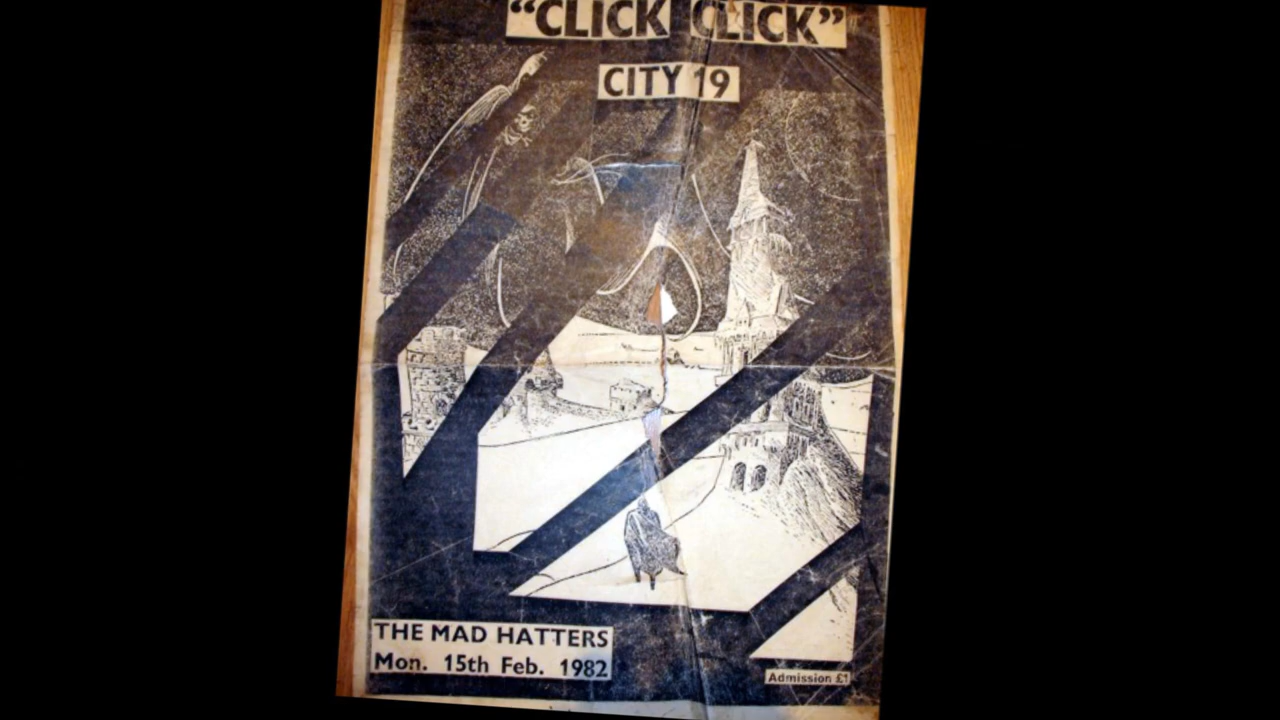 “CLICK CLICK”
CITY 19
THE MAD HATTERS
Mon. 15th Feb. 1982
Admission £1